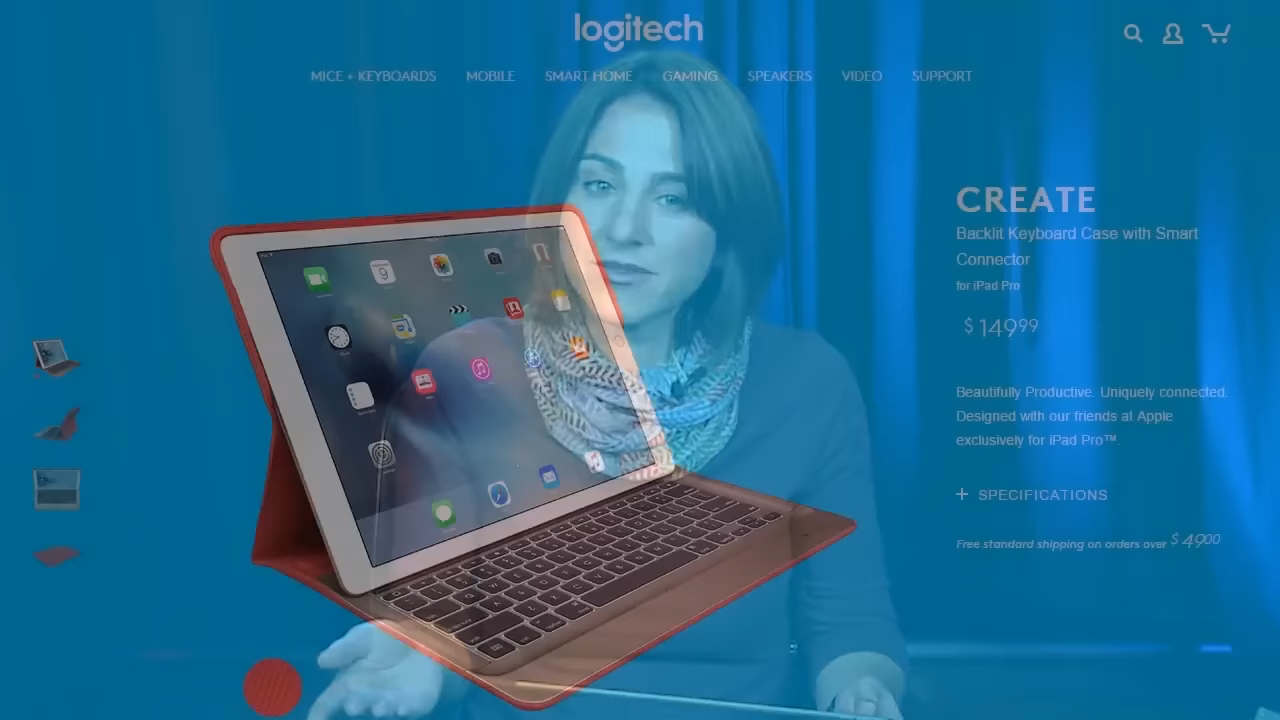 logitech
MICE + KEYBOARDS MOBILE SMART HOME GAMING SPEAKERS VIDEO SUPPORT
CREATE
Backlit Keyboard Case with Smart
Connector
for iPad Pro
$149.99
Beautifully Productive. Uniquely connected.
Designed with our friends at Apple
exclusively for iPad Pro™.
+ SPECIFICATIONS
Free standard shipping on orders over $49.00
9